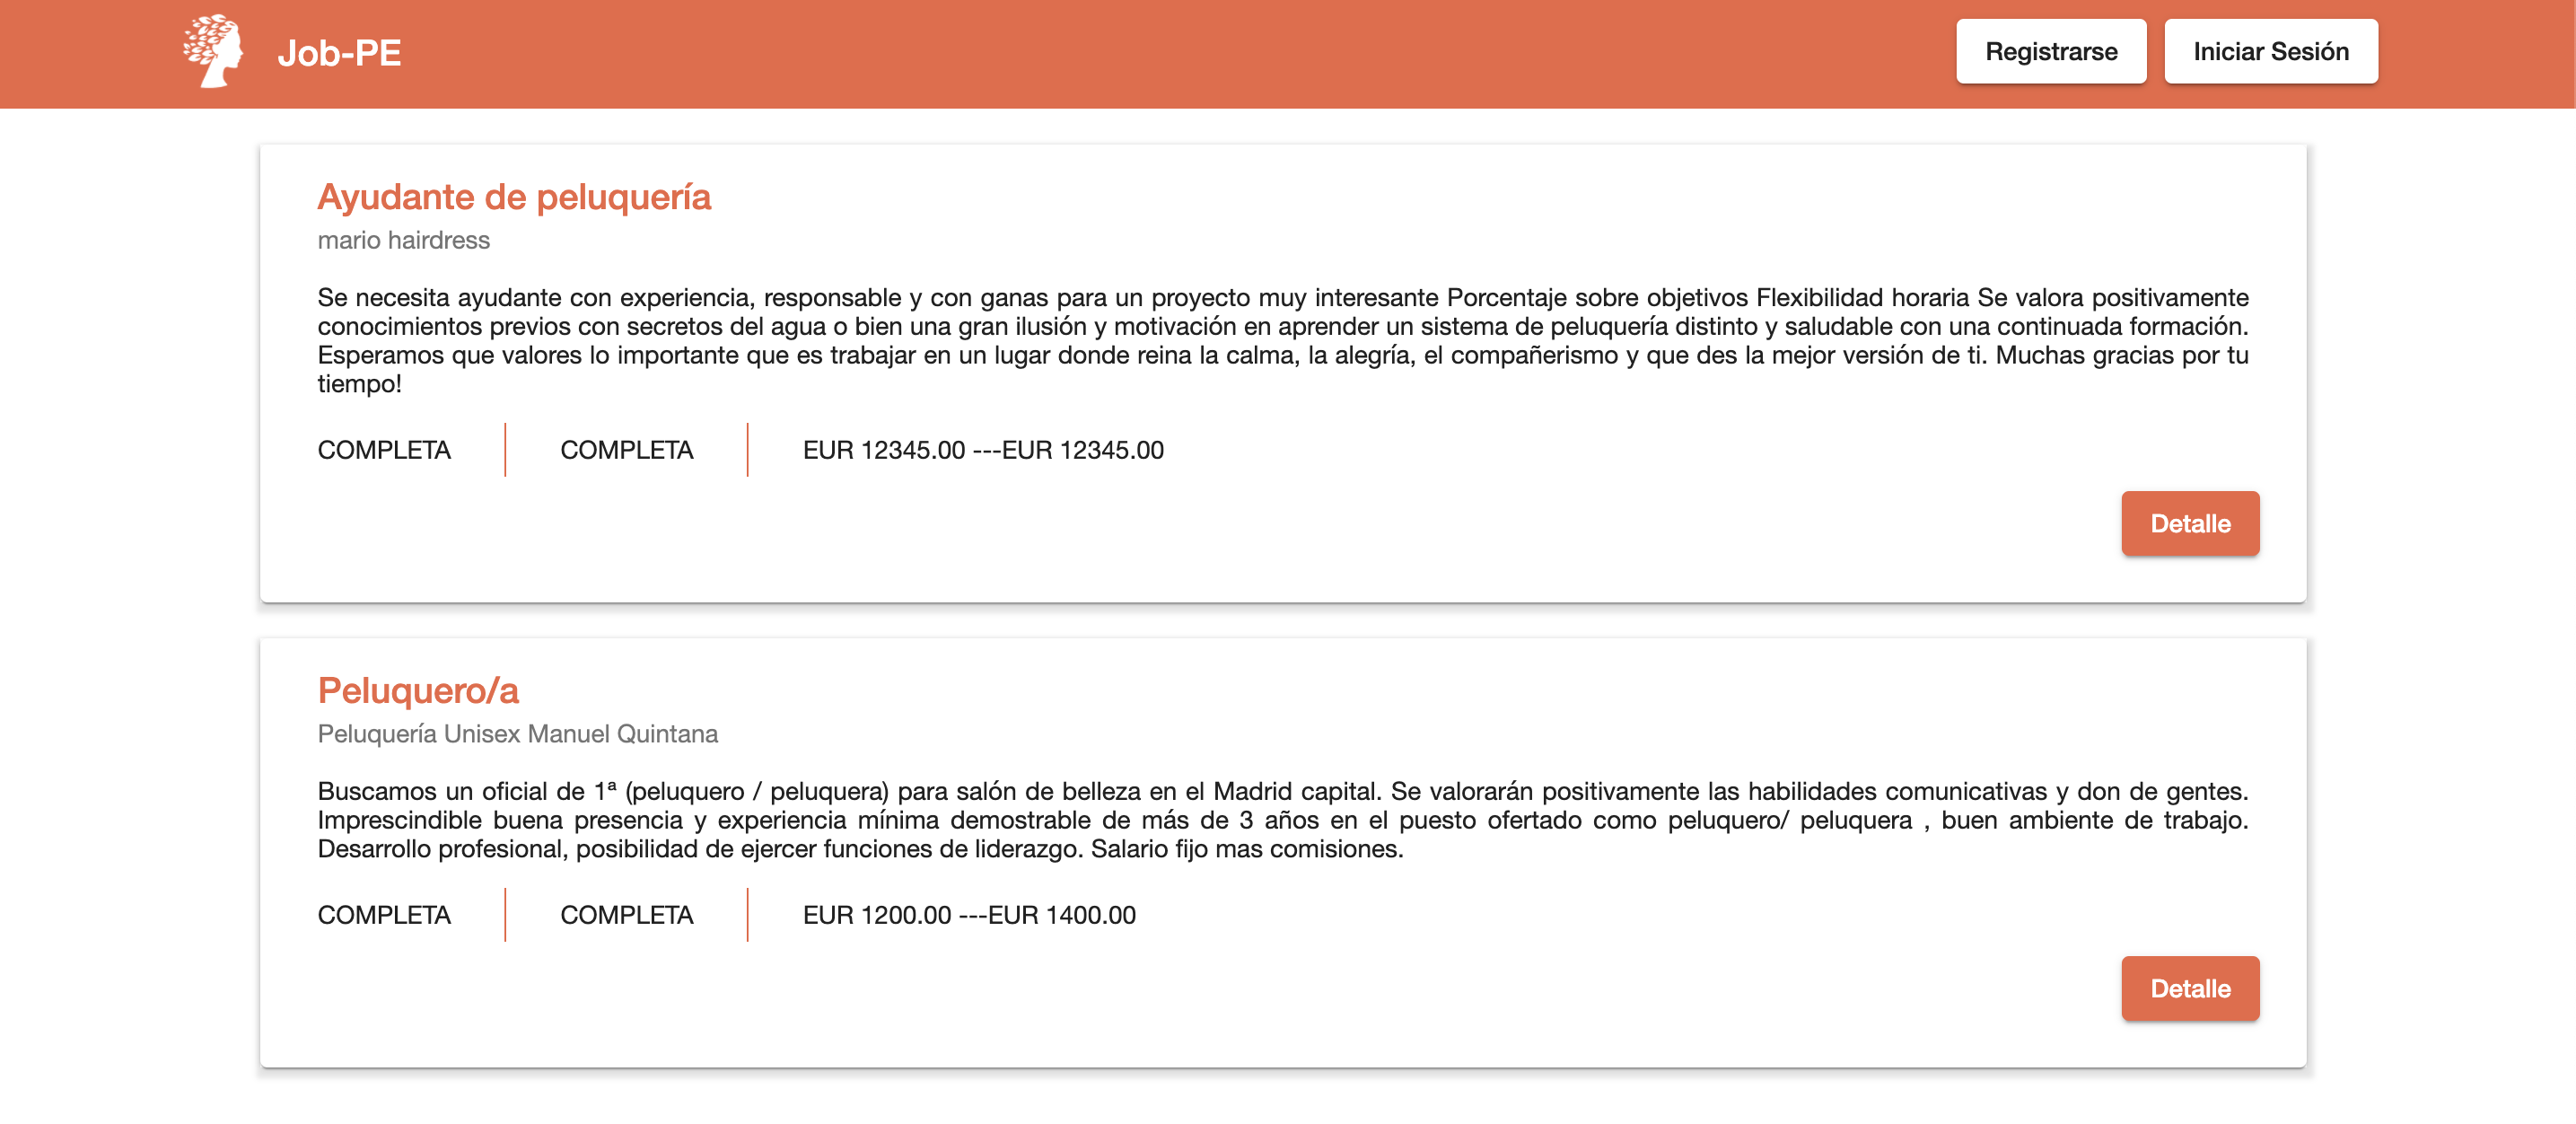 Job-PE
Registrarse
Iniciar Sesión
Ayudante de peluquería
mario hairdress
Se necesita ayudante con experiencia, responsable y con ganas para un proyecto muy interesante Porcentaje sobre objetivos Flexibilidad horaria Se valora positivamente
conocimientos previos con secretos del agua o bien una gran ilusión y motivación en aprender un sistema de peluquería distinto y saludable con una continuada formación.
Esperamos que valores lo importante que es trabajar en un lugar donde reina la calma, la alegría, el compañerismo y que des la mejor versión de ti. Muchas gracias por tu
tiempo!
COMPLETA
COMPLETA
EUR 12345.00 ---EUR 12345.00
Detalle
Peluquero/a
Peluquería Unisex Manuel Quintana
Buscamos un oficial de 1ª (peluquero / peluquera) para salón de belleza en el Madrid capital. Se valorarán positivamente las habilidades comunicativas y don de gentes.
Imprescindible buena presencia y experiencia mínima demostrable de más de 3 años en el puesto ofertado como peluquero/ peluquera , buen ambiente de trabajo.
Desarrollo profesional, posibilidad de ejercer funciones de liderazgo. Salario fijo mas comisiones.
COMPLETA
COMPLETA
EUR 1200.00 ---EUR 1400.00
Detalle